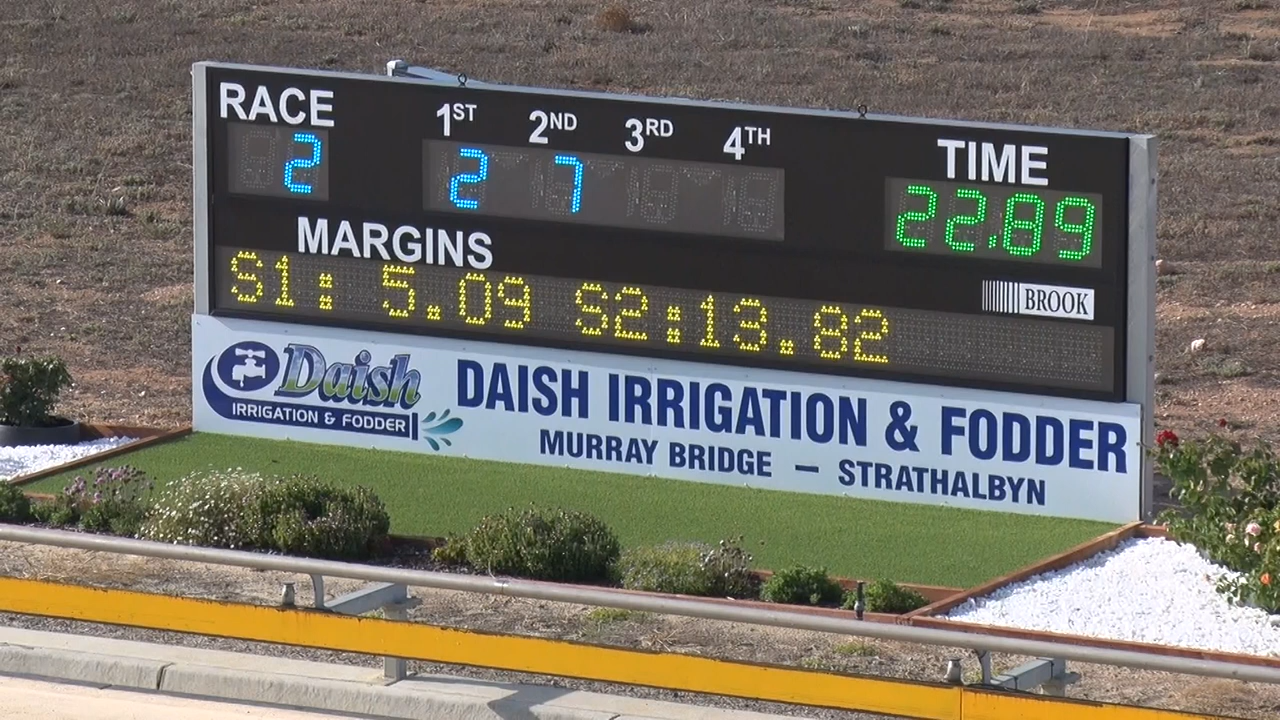 RACE 1ST 2ND 3RD 4TH TIME
2 2 7 22.89
MARGINS
BROOK
S1: 5.09 S2:13.82
Daish
IRRIGATION & FODDER
DAISH IRRIGATION & FODDER
MURRAY BRIDGE – STRATHALBYN